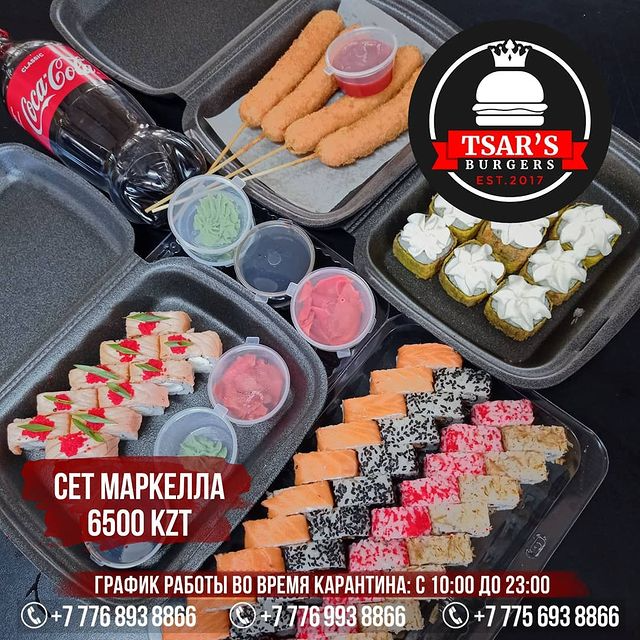 CLASSIC
Coca-Cola
TSAR'S
BURGERS
EST.2017
СЕТ МАРКЕЛЛА
6500 KZT
ГРАФИК РАБОТЫ ВО ВРЕМЯ КАРАНТИНА: С 10:00 ДО 23:00
+7 776 893 8866
+7 776 993 8866
+7 775 693 8866